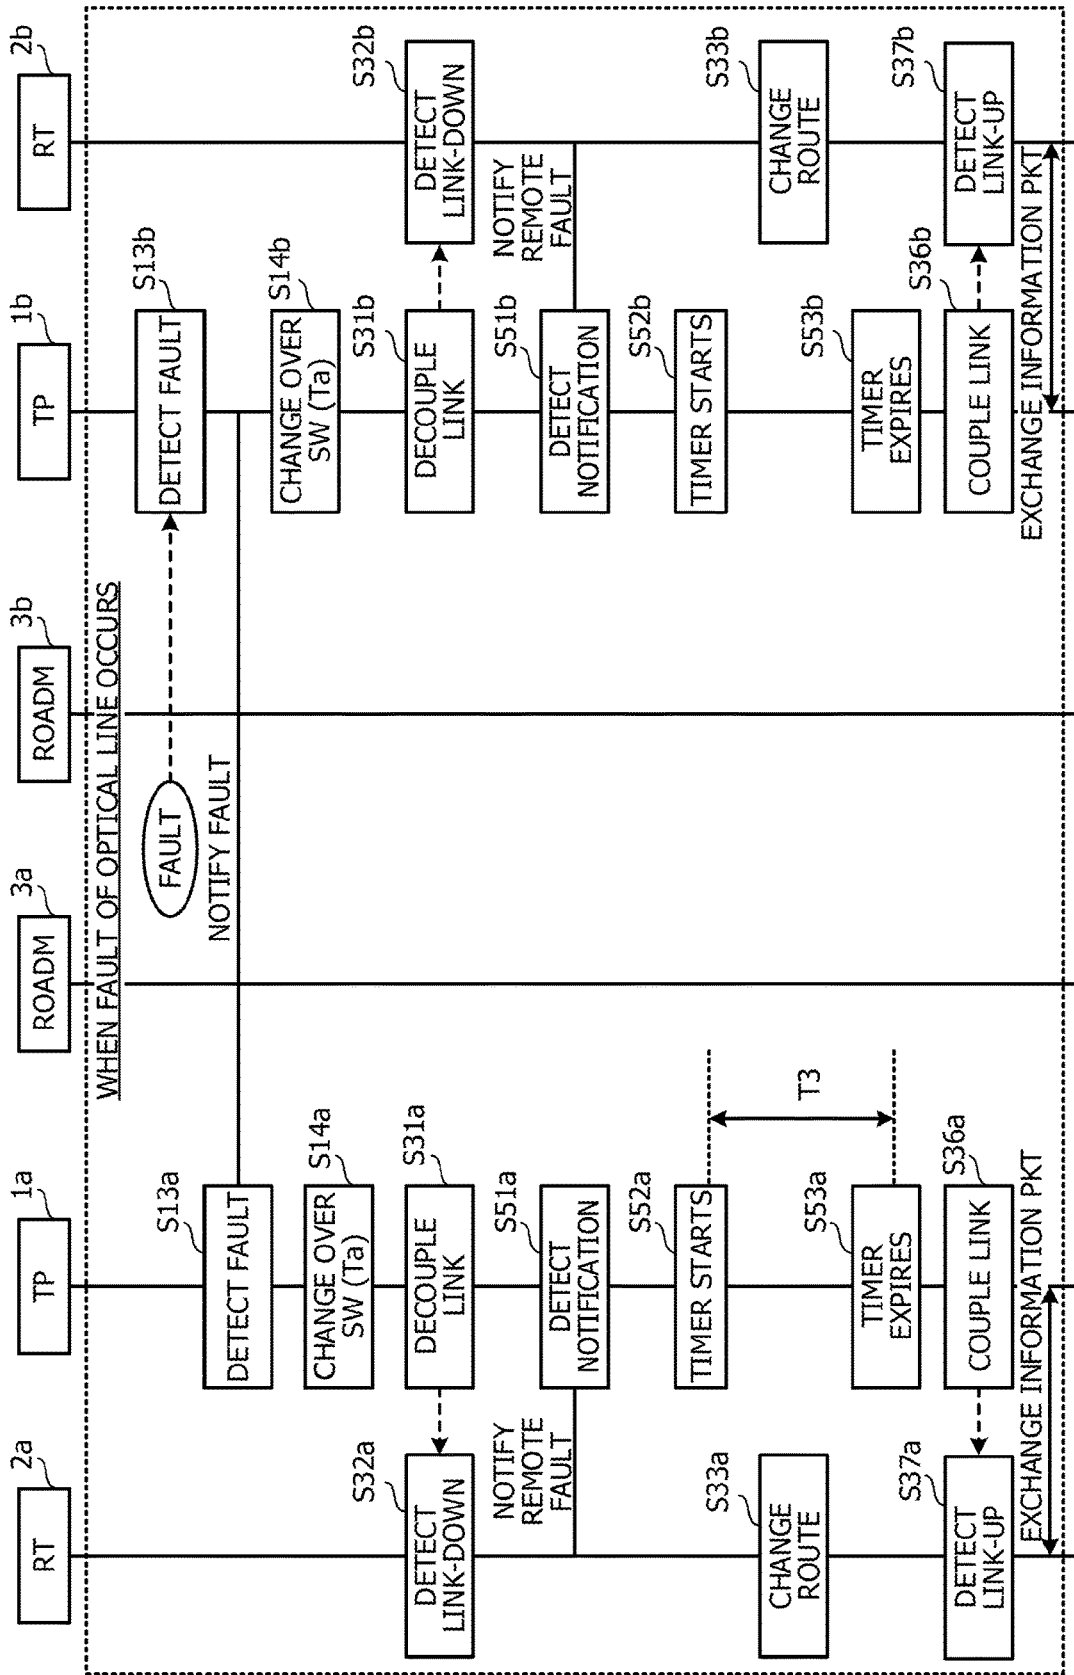 2a
RT
1a
TP
3a
ROADM
3b
ROADM
1b
TP
2b
RT
WHEN FAULT OF OPTICAL LINE OCCURS
FAULT
S13b
DETECT FAULT
NOTIFY FAULT
S13a
DETECT FAULT
S14a
CHANGE OVER
SW (Ta)
S14b
CHANGE OVER
SW (Ta)
S32a
DETECT
LINK-DOWN
S31a
DECOUPLE
LINK
S31b
DECOUPLE
LINK
S32b
DETECT
LINK-DOWN
NOTIFY
REMOTE
FAULT
S51a
DETECT
NOTIFICATION
S51b
DETECT
NOTIFICATION
NOTIFY
REMOTE
FAULT
S52a
TIMER STARTS
S52b
TIMER STARTS
T3
S33a
CHANGE
ROUTE
S53a
TIMER
EXPIRES
S53b
TIMER
EXPIRES
S33b
CHANGE
ROUTE
S37a
DETECT
LINK-UP
S36a
COUPLE LINK
S36b
COUPLE LINK
S37b
DETECT
LINK-UP
EXCHANGE INFORMATION PKT
EXCHANGE INFORMATION PKT